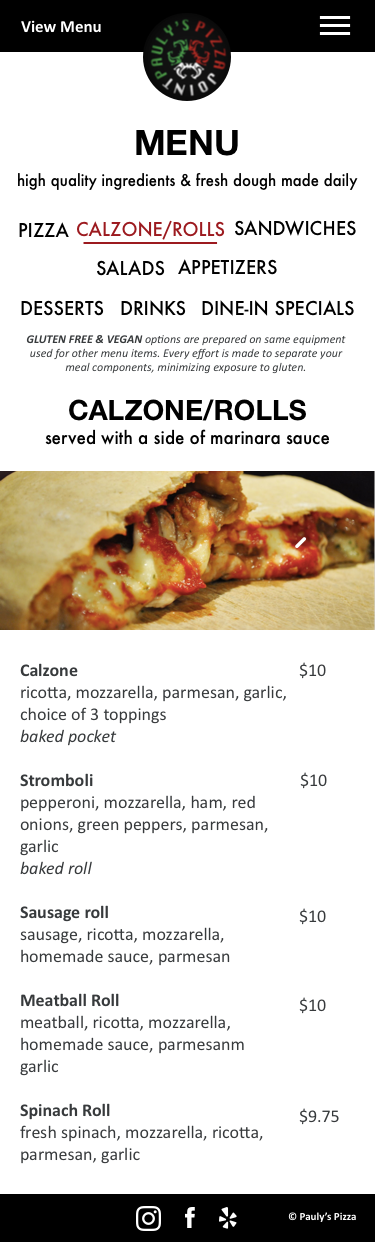 View Menu
PAULY'S PIZZA JOINT
MENU
high quality ingredients & fresh dough made daily
PIZZA CALZONE/ROLLS SANDWICHES
SALADS APPETIZERS
DESSERTS DRINKS DINE-IN SPECIALS
GLUTEN FREE & VEGAN options are prepared on same equipment
used for other menu items. Every effort is made to separate your
meal components, minimizing exposure to gluten.
CALZONE/ROLLS
served with a side of marinara sauce
Calzone $10
ricotta, mozzarella, parmesan, garlic,
choice of 3 toppings
baked pocket
Stromboli $10
pepperoni, mozzarella, ham, red
onions, green peppers, parmesan,
garlic
baked roll
Sausage roll $10
sausage, ricotta, mozzarella,
homemade sauce, parmesan
Meatball Roll $10
meatball, ricotta, mozzarella,
homemade sauce, parmesanm
garlic
Spinach Roll $9.75
fresh spinach, mozzarella, ricotta,
parmesan, garlic
© Pauly's Pizza